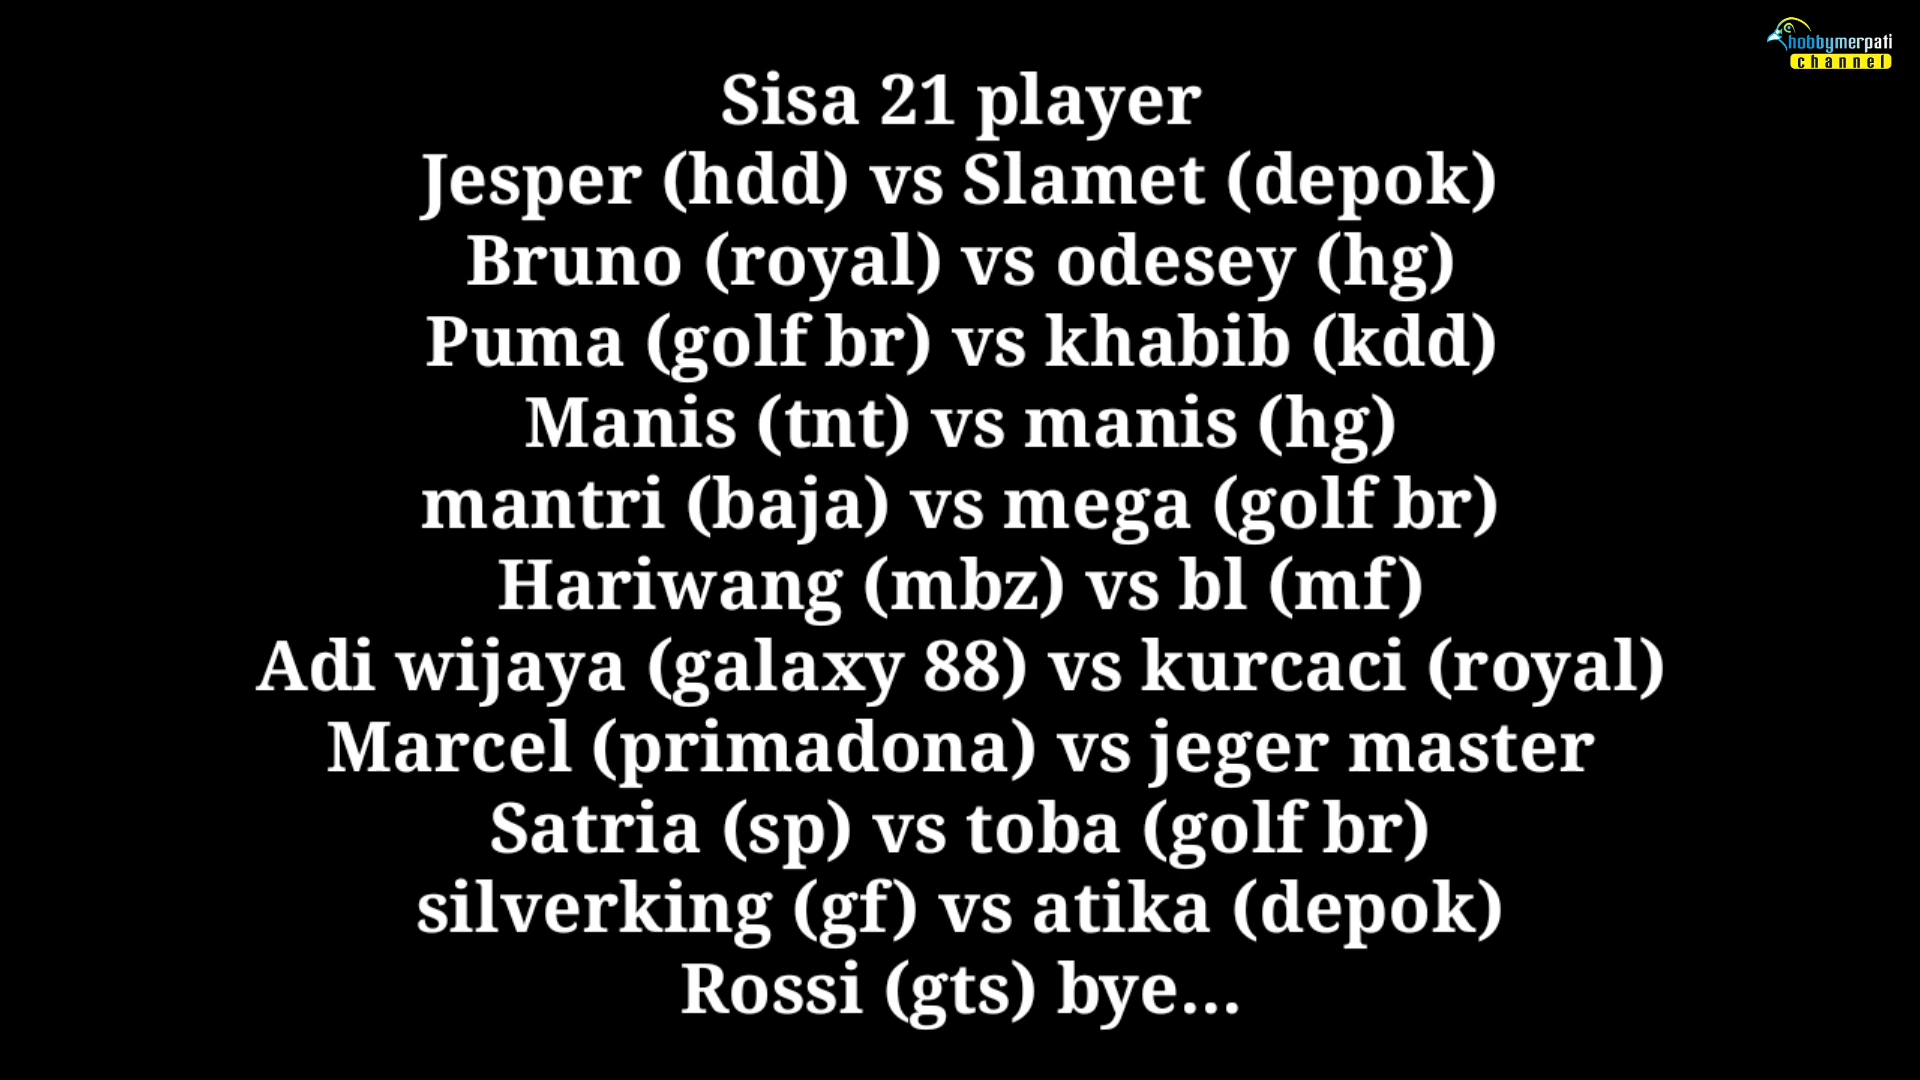 hobbymerpati
channel
Sisa 21 player
Jesper (hdd) vs Slamet (depok)
Bruno (royal) vs odesey (hg)
Puma (golf br) vs khabib (kdd)
Manis (tnt) vs manis (hg)
mantri (baja) vs mega (golf br)
Hariwang (mbz) vs bl (mf)
Adi wijaya (galaxy 88) vs kurcaci (royal)
Marcel (primadona) vs jeger master
Satria (sp) vs toba (golf br)
silverking (gf) vs atika (depok)
Rossi (gts) bye...